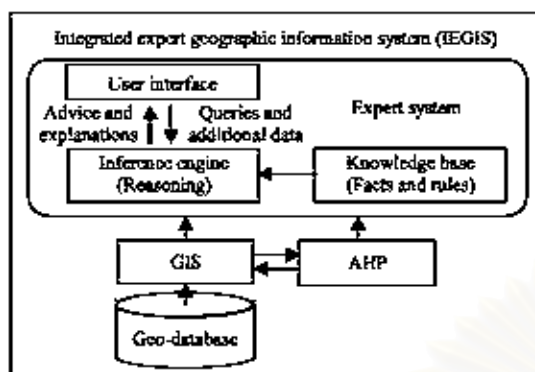 Integrated expert geographic information system (IEGIS)
User interface
Advice and explanations
Queries and additional data
Expert system
Inference engine
(Reasoning)
Knowledge base
(Facts and rules)
GIS
AHP
Geo-database